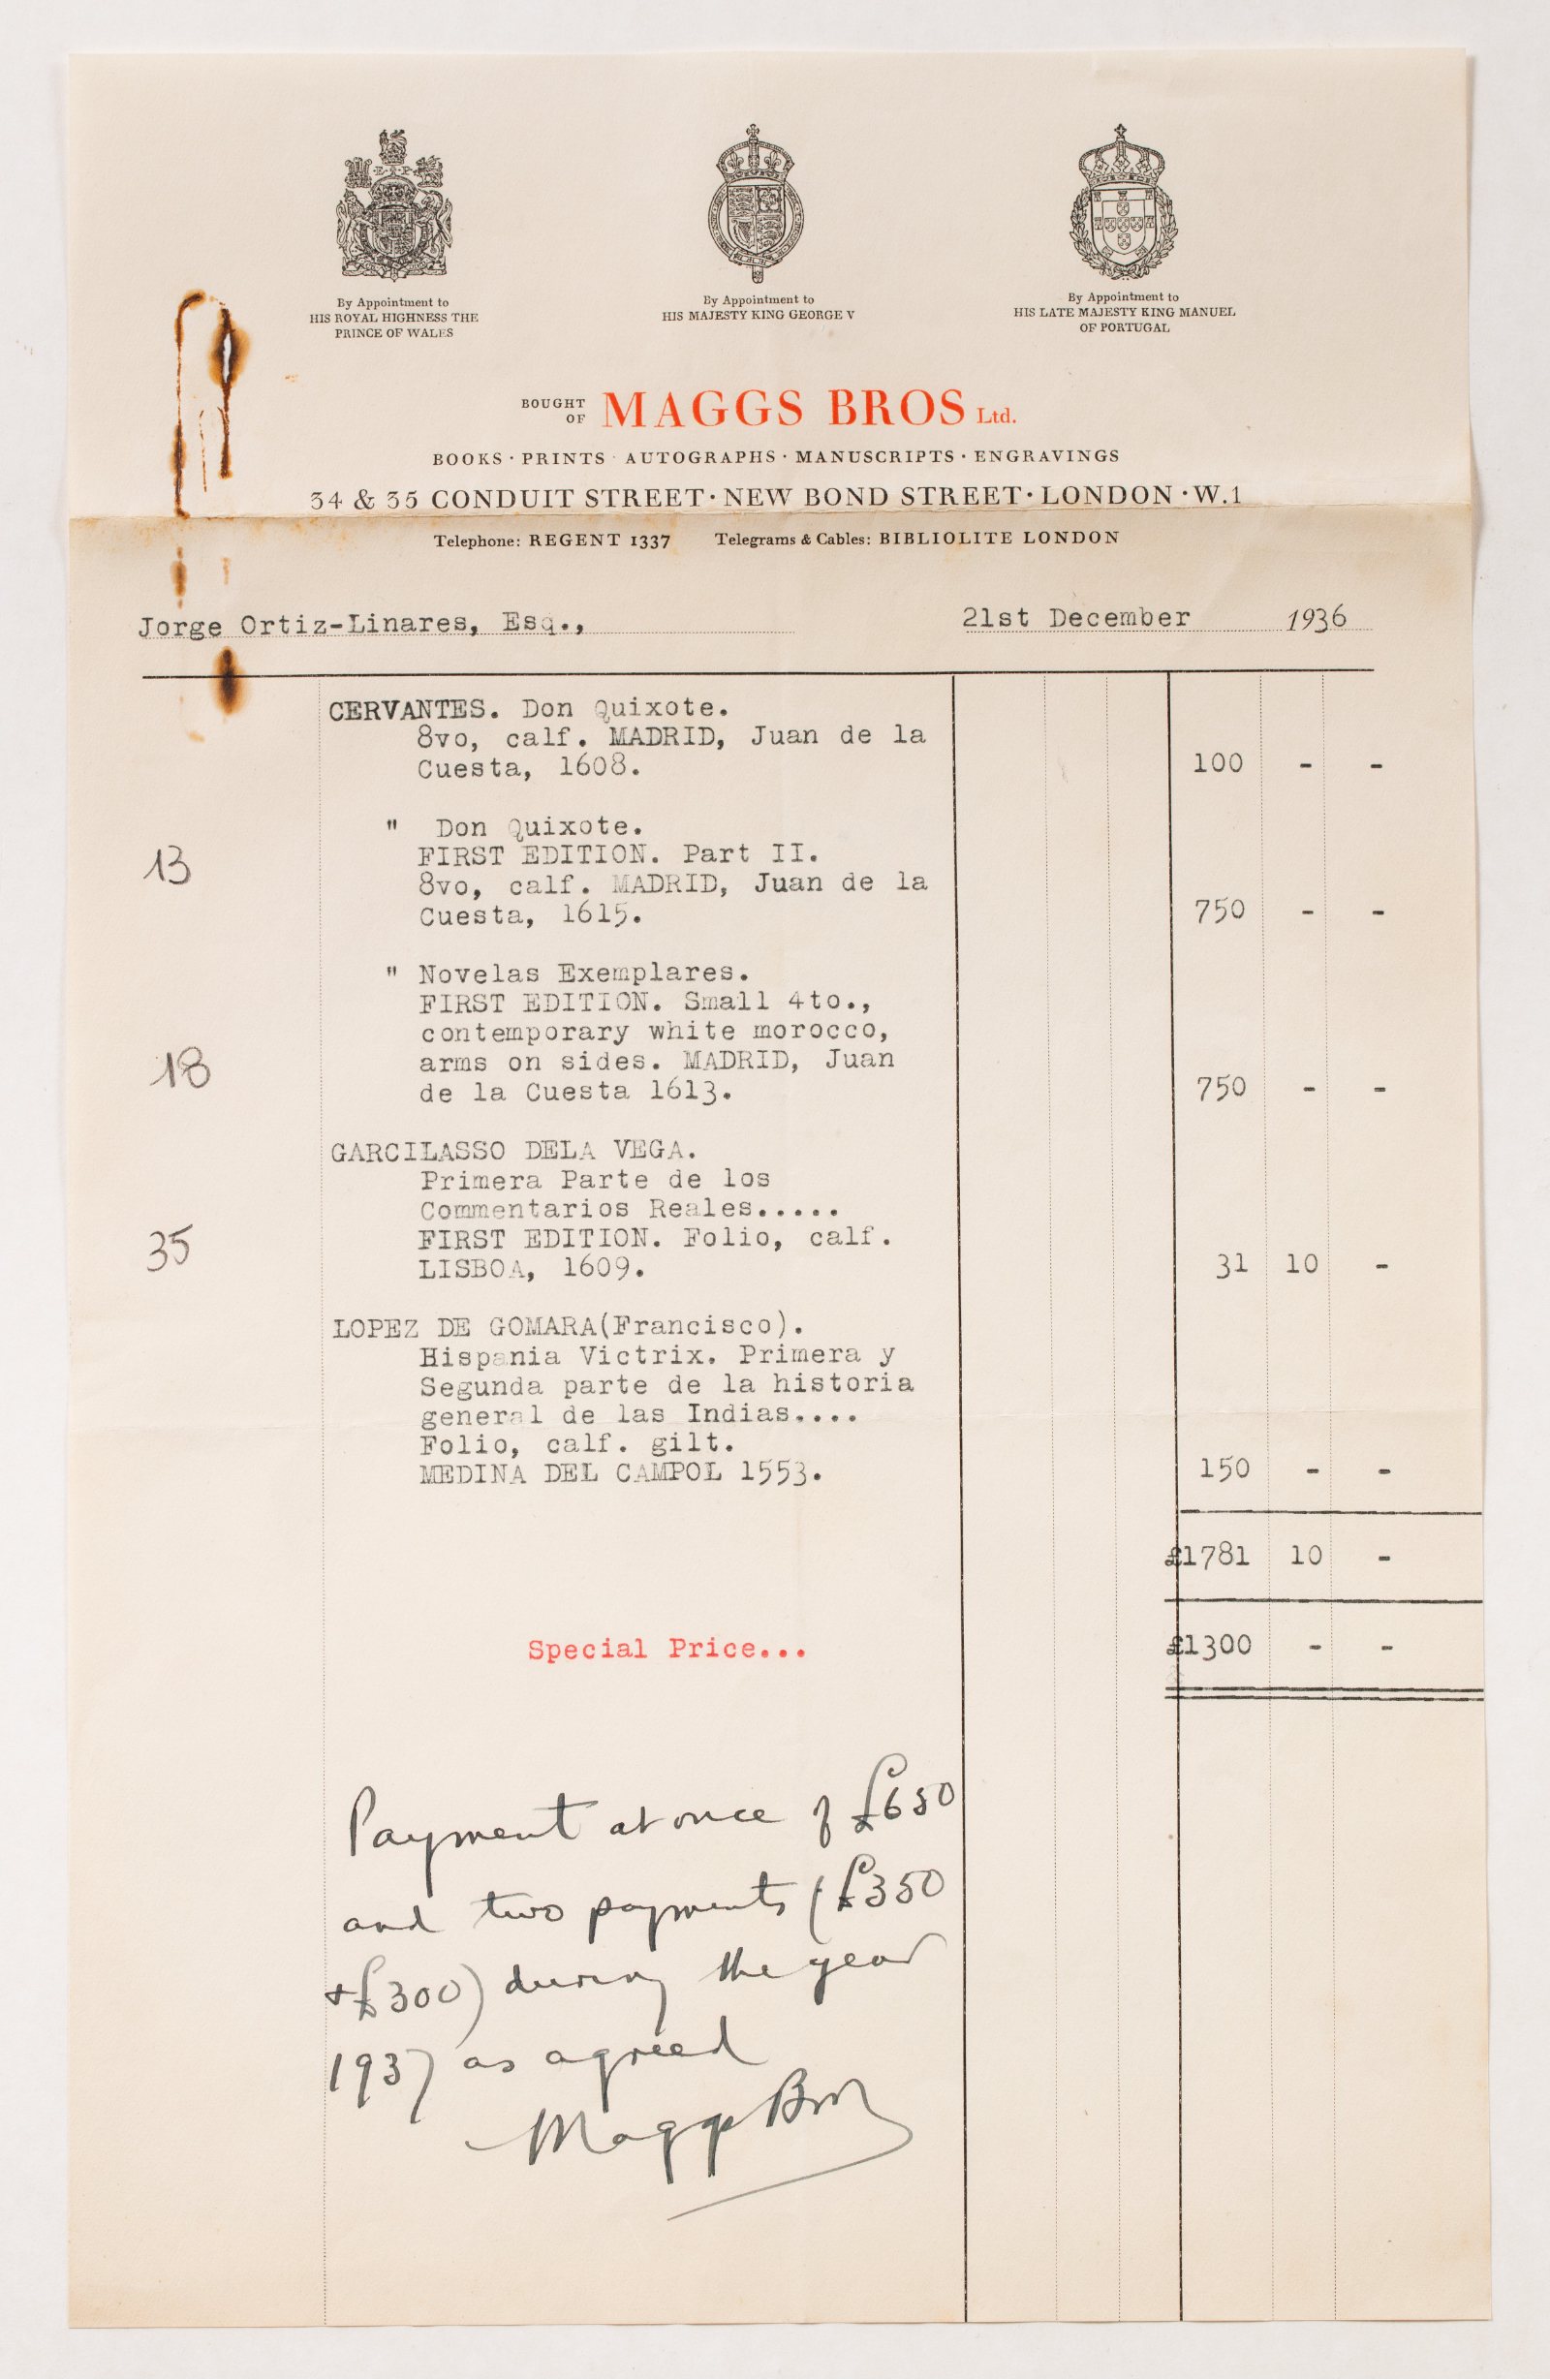 By Appointment to
HIS ROYAL HIGHNESS THE
PRINCE OF WALES
By Appointment to
HIS MAJESTY KING GEORGE V
By Appointment to
HIS LATE MAJESTY KING MANUEL
OF PORTUGAL
BOUGHT OF MAGGS BROS Ltd.
BOOKS · PRINTS · AUTOGRAPHS · MANUSCRIPTS · ENGRAVINGS
34 & 35 CONDUIT STREET · NEW BOND STREET · LONDON · W.1
Telephone: REGENT 1337 Telegrams & Cables: BIBLIOLITE LONDON
Jorge Ortiz-Linares, Esq., 21st December 1936
CERVANTES. Don Quixote.
8vo, calf. MADRID, Juan de la
Cuesta, 1608. 100 - -
" Don Quixote.
13 FIRST EDITION. Part II.
8vo, calf. MADRID, Juan de la
Cuesta, 1615. 750 - -
" Novelas Exemplares.
FIRST EDITION. Small 4to.,
contemporary white morocco,
18 arms on sides. MADRID, Juan
de la Cuesta 1613. 750 - -
GARCILASSO DELA VEGA.
Primera Parte de los
Commentarios Reales.....
35 FIRST EDITION. Folio, calf.
LISBOA, 1609. 31 10 -
LOPEZ DE GOMARA(Francisco).
Hispania Victrix. Primera y
Segunda parte de la historia
general de las Indias....
Folio, calf. gilt.
MEDINA DEL CAMPOL 1553. 150 - -
£1781 10 -
Special Price... £1300 - -
Payment at once of £650
and two payments (£350
+£300) during the year
1937 as agreed
Maggs Bros